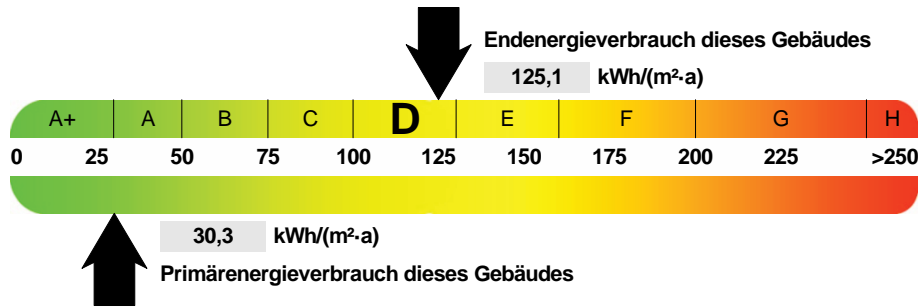 Endenergieverbrauch dieses Gebäudes
125,1 kWh/(m²·a)
A+ A B C D E F G H
0 25 50 75 100 125 150 175 200 225 >250
30,3 kWh/(m²·a)
Primärenergieverbrauch dieses Gebäudes